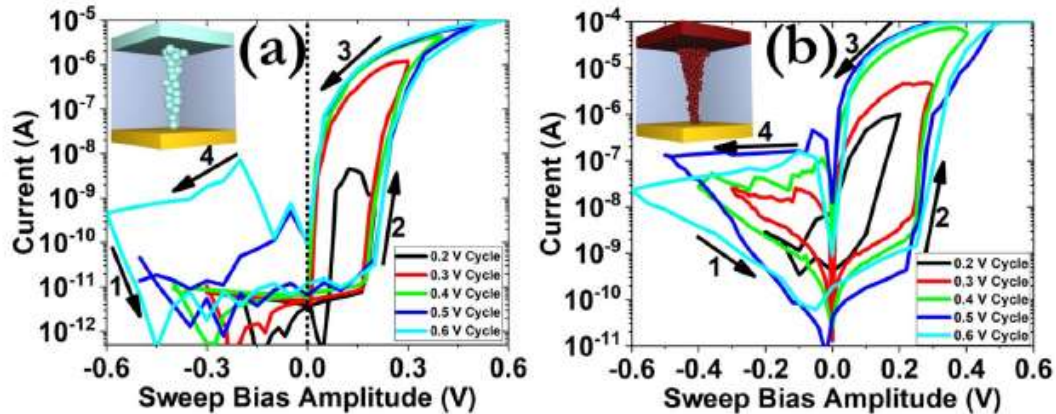 (a)
10⁻⁵
10⁻⁶
10⁻⁷
10⁻⁸
10⁻⁹
10⁻¹⁰
10⁻¹¹
10⁻¹²
Current (A)
3
4
2
1
0.2 V Cycle
0.3 V Cycle
0.4 V Cycle
0.5 V Cycle
0.6 V Cycle
-0.6 -0.3 0.0 0.3 0.6
Sweep Bias Amplitude (V)
(b)
10⁻⁴
10⁻⁵
10⁻⁶
10⁻⁷
10⁻⁸
10⁻⁹
10⁻¹⁰
10⁻¹¹
Current (A)
3
4
2
1
0.2 V Cycle
0.3 V Cycle
0.4 V Cycle
0.5 V Cycle
0.6 V Cycle
-0.6 -0.4 -0.2 0.0 0.2 0.4 0.6
Sweep Bias Amplitude (V)